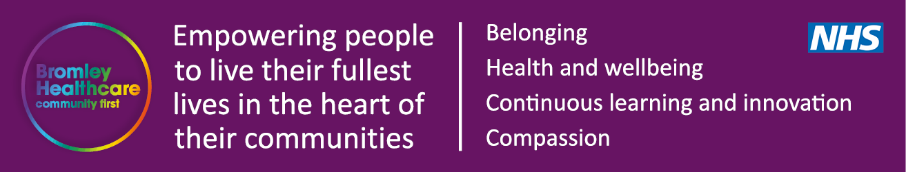 Bromley
Healthcare
community first
Empowering people
to live their fullest
lives in the heart of
their communities
Belonging
Health and wellbeing
Continuous learning and innovation
Compassion
NHS